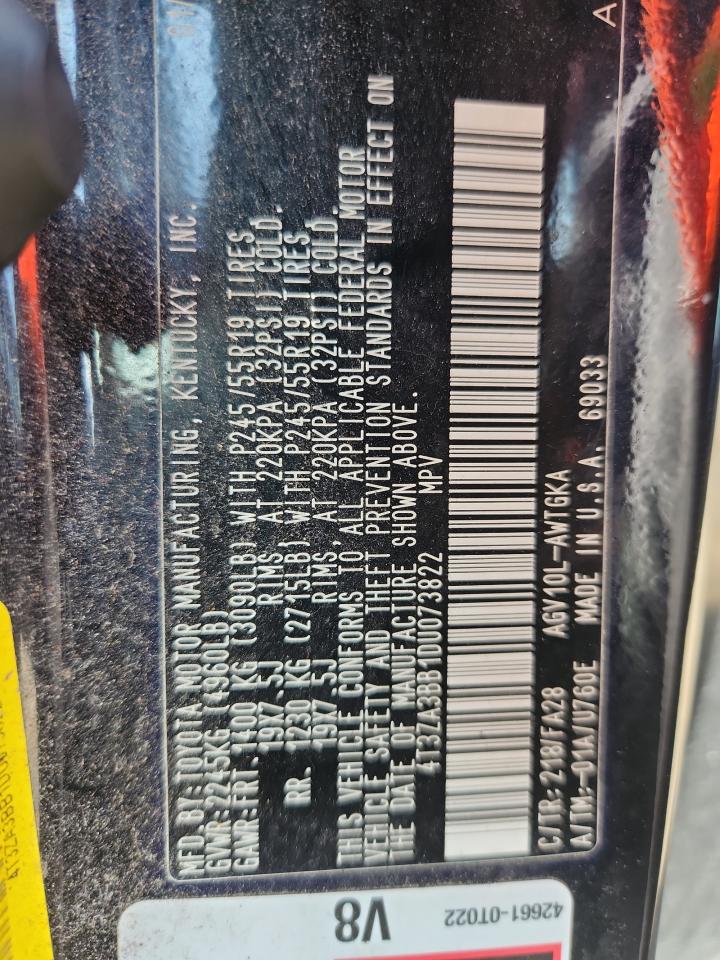 01/
MFD. BY:TOYOTA MOTOR MANUFACTURING, KENTUCKY, INC.
GVWR:2245KG (4960LB)
GAWR:FRT. 1400 KG (3090LB) WITH P245/55R19 TIRES,
19X7.5J RIMS, AT 220KPA (32PSI) COLD.
RR. 1230 KG (2715LB) WITH P245/55R19 TIRES,
19X7.5J RIMS, AT 220KPA (32PSI) COLD.
THIS VEHICLE CONFORMS TO ALL APPLICABLE FEDERAL MOTOR
VEHICLE SAFETY AND THEFT PREVENTION STANDARDS IN EFFECT ON
THE DATE OF MANUFACTURE SHOWN ABOVE.
4T3ZA3BB1DU073822 MPV
C/TR:218/FA28 AGV10L-AWTGKA
A/TM:-01A/U760E MADE IN U.S.A. 69033
A
V8
42661-0T022